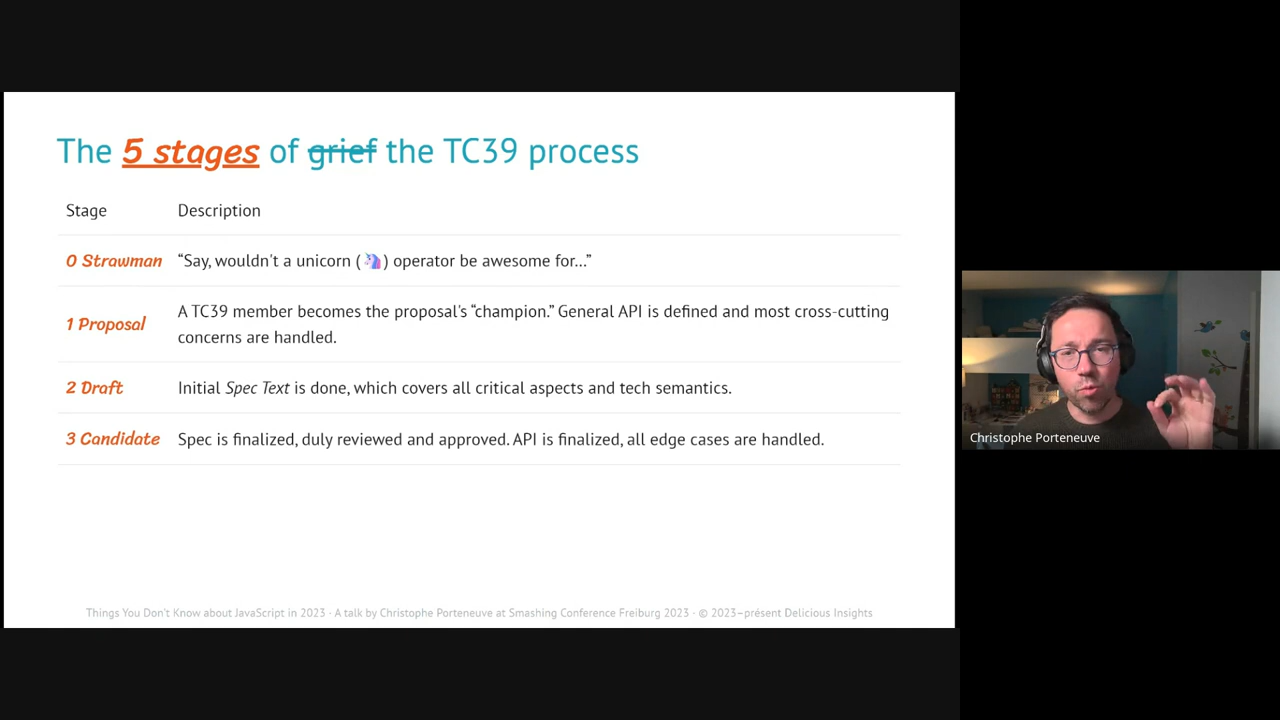 The 5 stages of grief the TC39 process
Stage Description
0 Strawman “Say, wouldn't a unicorn (🦄) operator be awesome for…”
1 Proposal A TC39 member becomes the proposal's “champion.” General API is defined and most cross-cutting
concerns are handled.
2 Draft Initial Spec Text is done, which covers all critical aspects and tech semantics.
3 Candidate Spec is finalized, duly reviewed and approved. API is finalized, all edge cases are handled.
Things You Don't Know about JavaScript in 2023 · A talk by Christophe Porteneuve at Smashing Conference Freiburg 2023 · © 2023–présent Delicious Insights
Christophe Porteneuve